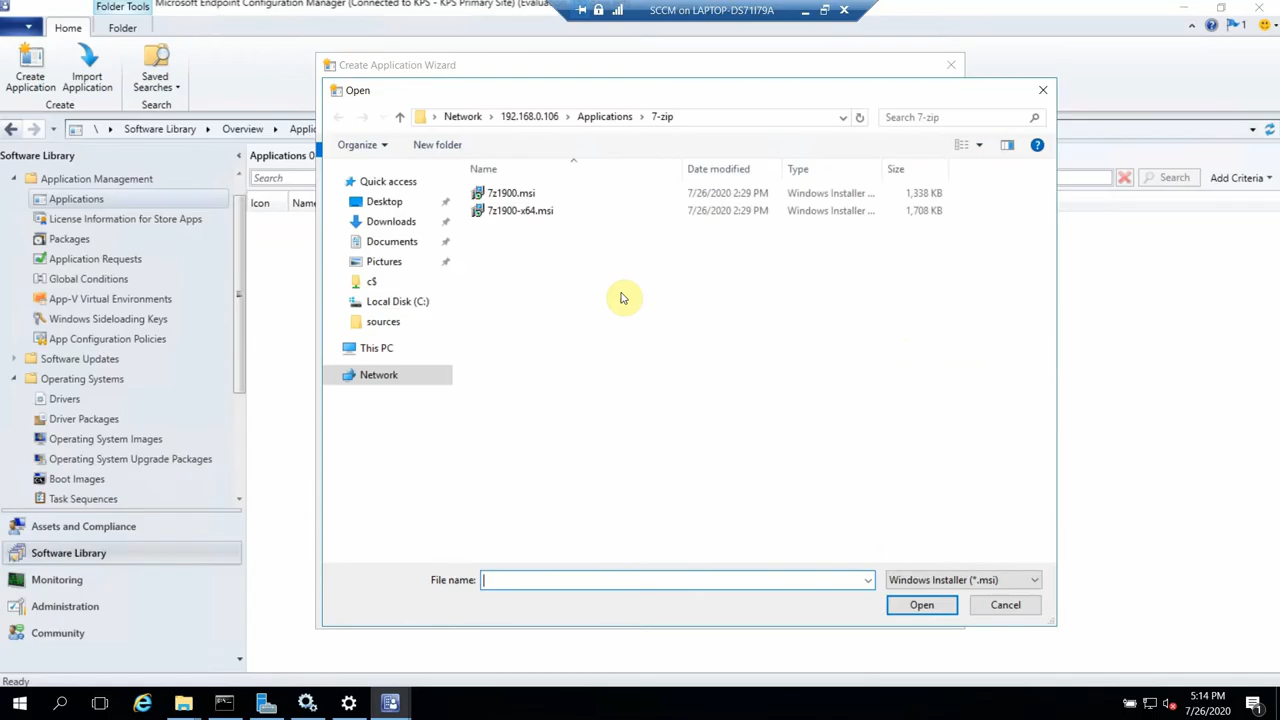 Folder Tools
Microsoft Endpoint Configuration Manager (Connected to KPS - KPS Primary Site) (Evaluat
SCCM on LAPTOP-DS71I79A
Home
Folder
Create Application
Import Application
Saved Searches
Create
Search
Create Application Wizard
Open
\ Software Library Overview Applic
Network 192.168.0.106 Applications 7-zip
Search 7-zip
Organize
New folder
Software Library
Application Management
Applications
License Information for Store Apps
Packages
Application Requests
Global Conditions
App-V Virtual Environments
Windows Sideloading Keys
App Configuration Policies
Software Updates
Operating Systems
Drivers
Driver Packages
Operating System Images
Operating System Upgrade Packages
Boot Images
Task Sequences
Assets and Compliance
Software Library
Monitoring
Administration
Community
Applications 0
Search
Icon Name
Quick access
Desktop
Downloads
Documents
Pictures
c$
Local Disk (C:)
sources
This PC
Network
Name Date modified Type Size
7z1900.msi 7/26/2020 2:29 PM Windows Installer ... 1,338 KB
7z1900-x64.msi 7/26/2020 2:29 PM Windows Installer ... 1,708 KB
Search
Add Criteria
File name:
Windows Installer (*.msi)
Open
Cancel
Ready
5:14 PM
7/26/2020
1